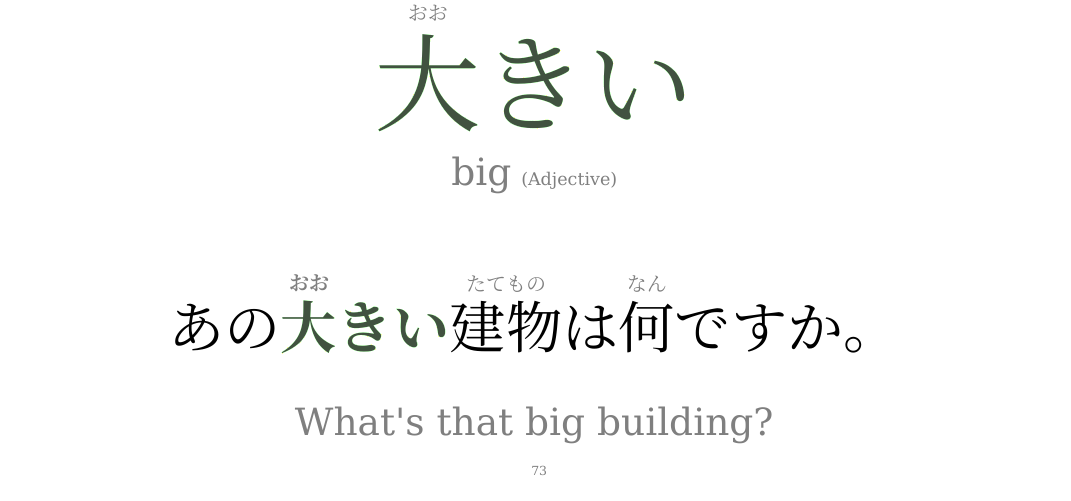 おお
大きい
big (Adjective)
おお たてもの なん
あの大きい建物は何ですか。
What's that big building?
73